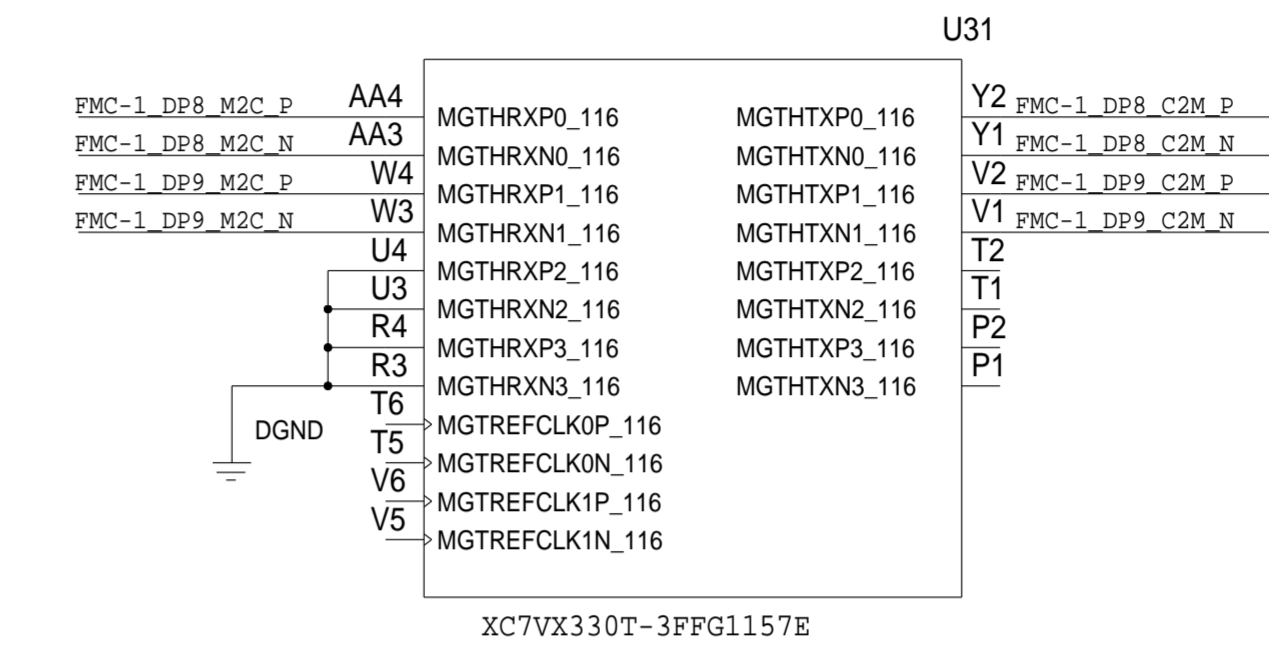 U31
FMC-1_DP8_M2C_P AA4 MGTHRXP0_116 MGTHTXP0_116 Y2 FMC-1_DP8_C2M_P
FMC-1_DP8_M2C_N AA3 MGTHRXN0_116 MGTHTXN0_116 Y1 FMC-1_DP8_C2M_N
FMC-1_DP9_M2C_P W4 MGTHRXP1_116 MGTHTXP1_116 V2 FMC-1_DP9_C2M_P
FMC-1_DP9_M2C_N W3 MGTHRXN1_116 MGTHTXN1_116 V1 FMC-1_DP9_C2M_N
U4 MGTHRXP2_116 MGTHTXP2_116 T2
U3 MGTHRXN2_116 MGTHTXN2_116 T1
R4 MGTHRXP3_116 MGTHTXP3_116 P2
R3 MGTHRXN3_116 MGTHTXN3_116 P1
T6 MGTREFCLK0P_116
DGND
T5 MGTREFCLK0N_116
V6 MGTREFCLK1P_116
V5 MGTREFCLK1N_116
XC7VX330T-3FFG1157E